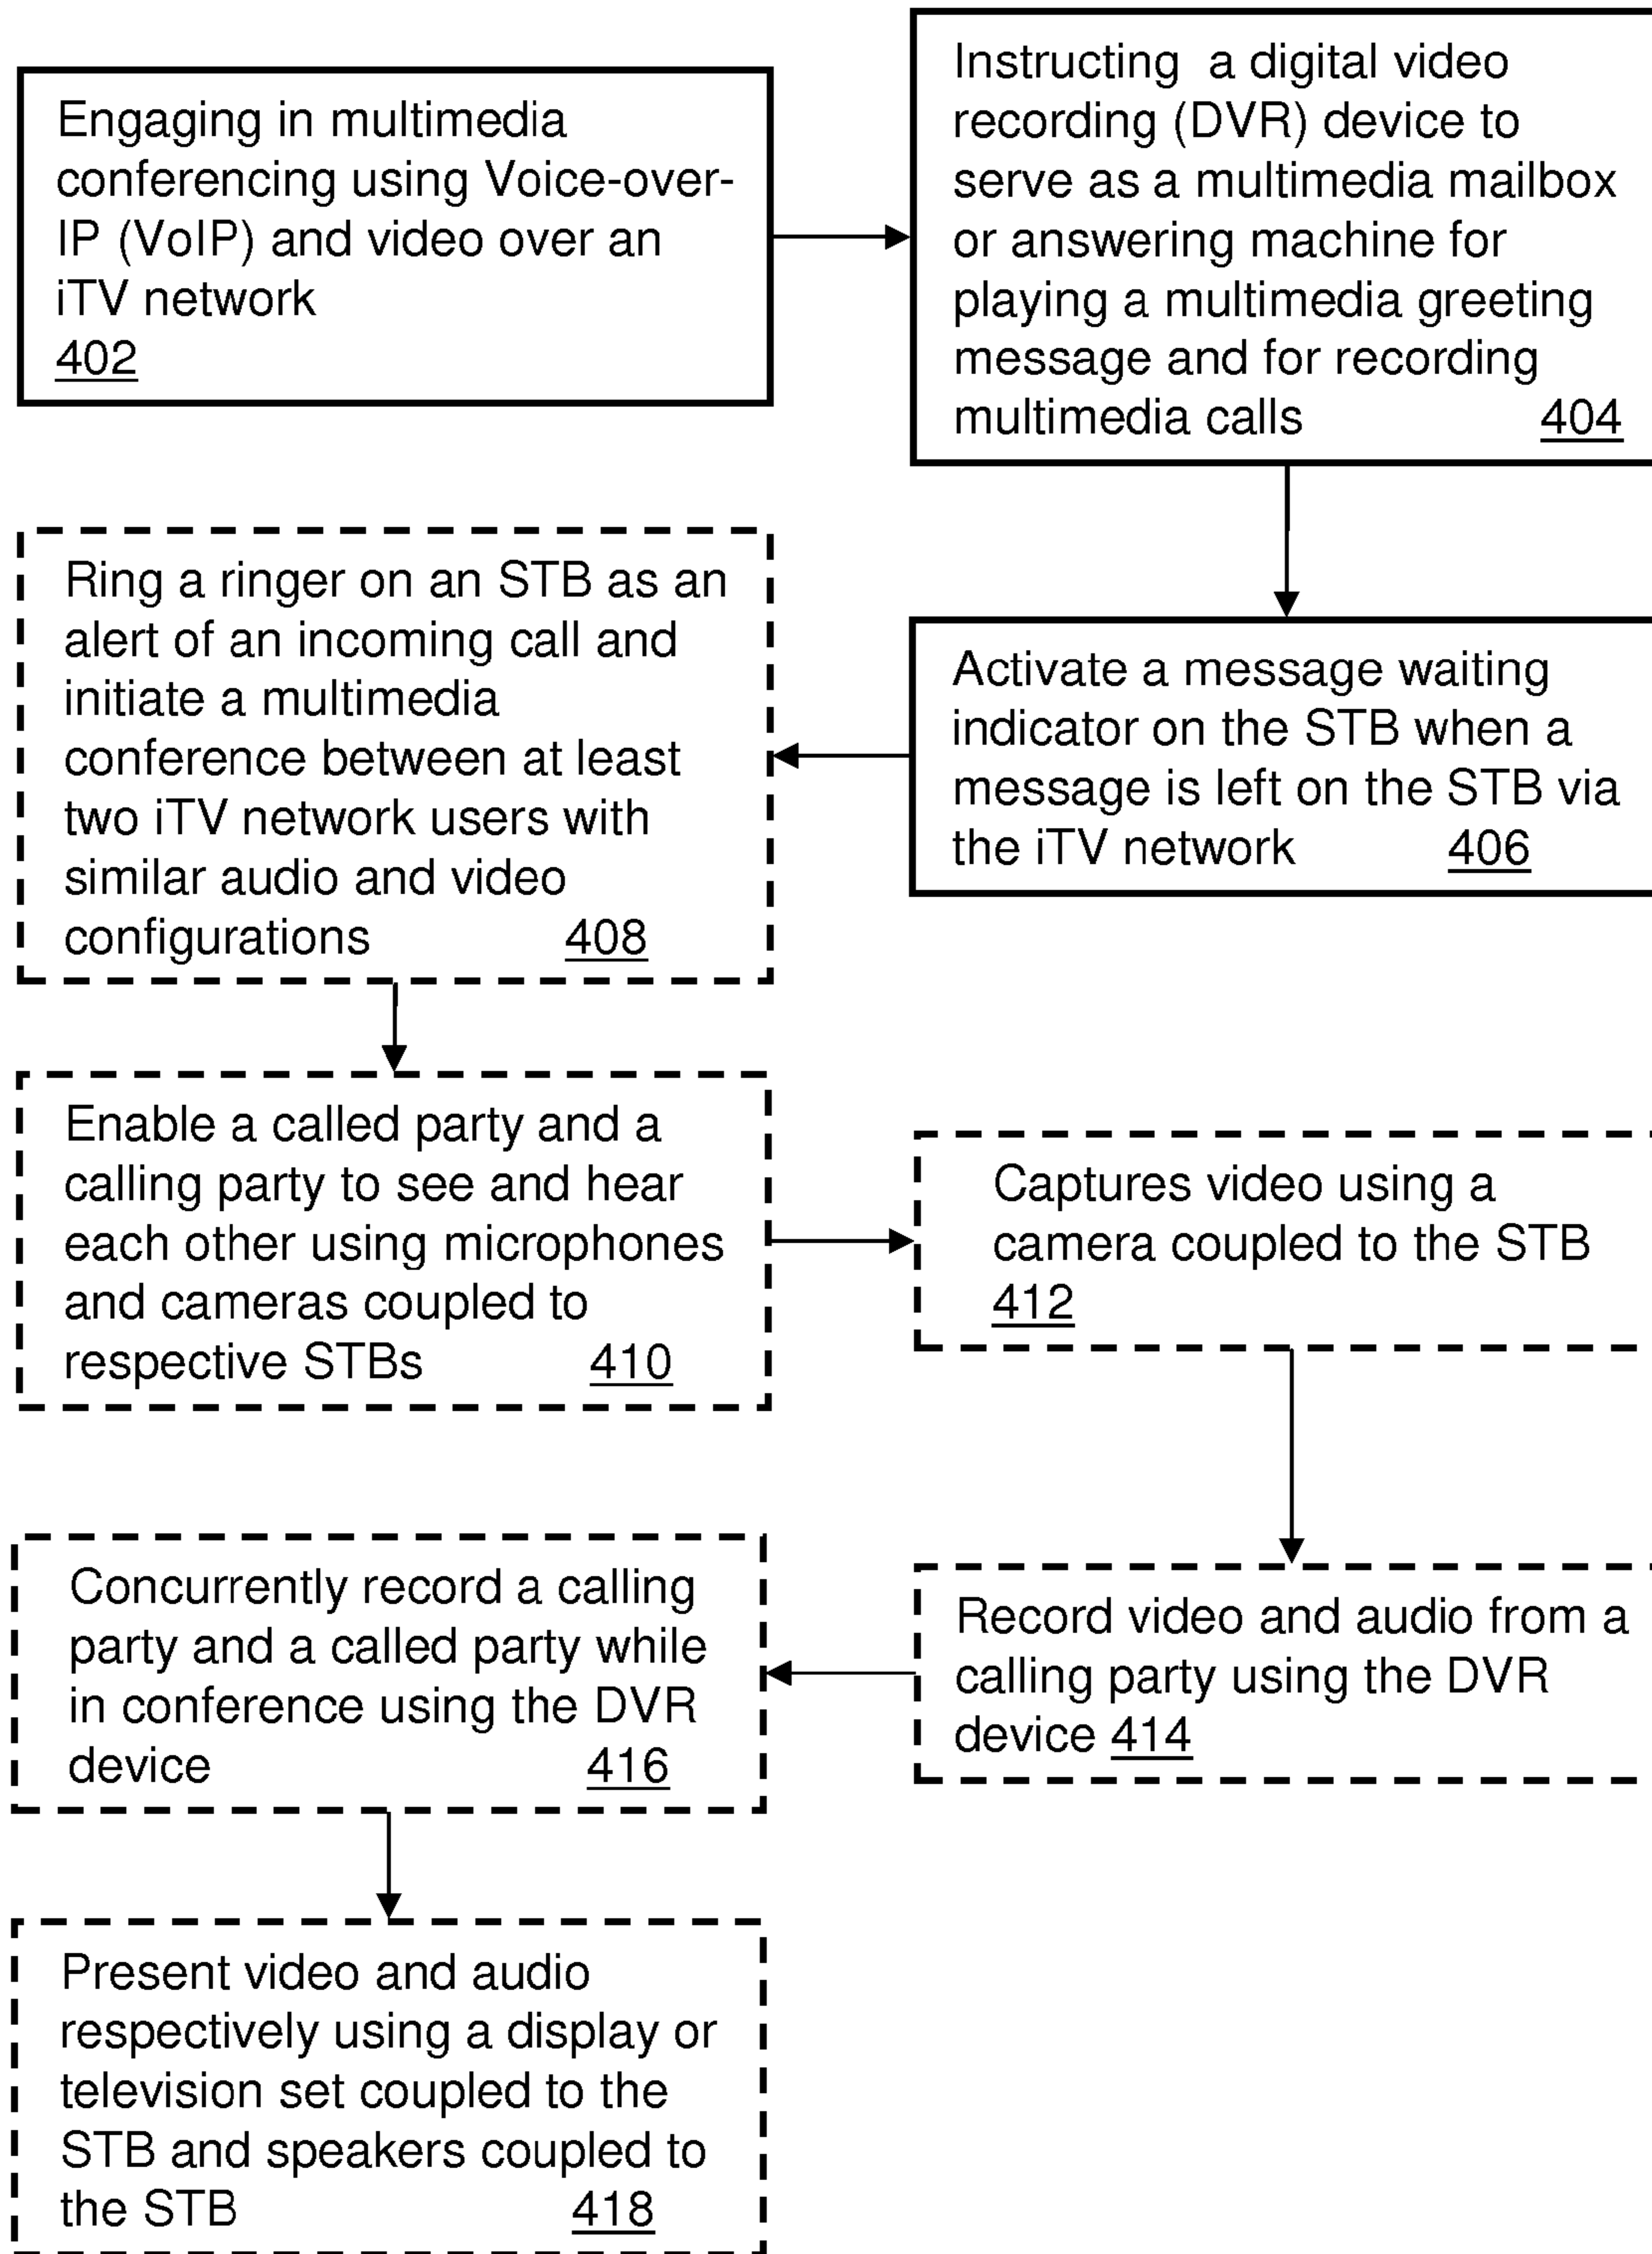 Engaging in multimedia
conferencing using Voice-over-
IP (VoIP) and video over an
iTV network
402
Instructing a digital video
recording (DVR) device to
serve as a multimedia mailbox
or answering machine for
playing a multimedia greeting
message and for recording
multimedia calls 404
Activate a message waiting
indicator on the STB when a
message is left on the STB via
the iTV network 406
Ring a ringer on an STB as an
alert of an incoming call and
initiate a multimedia
conference between at least
two iTV network users with
similar audio and video
configurations 408
Enable a called party and a
calling party to see and hear
each other using microphones
and cameras coupled to
respective STBs 410
Captures video using a
camera coupled to the STB
412
Record video and audio from a
calling party using the DVR
device 414
Concurrently record a calling
party and a called party while
in conference using the DVR
device 416
Present video and audio
respectively using a display or
television set coupled to the
STB and speakers coupled to
the STB 418